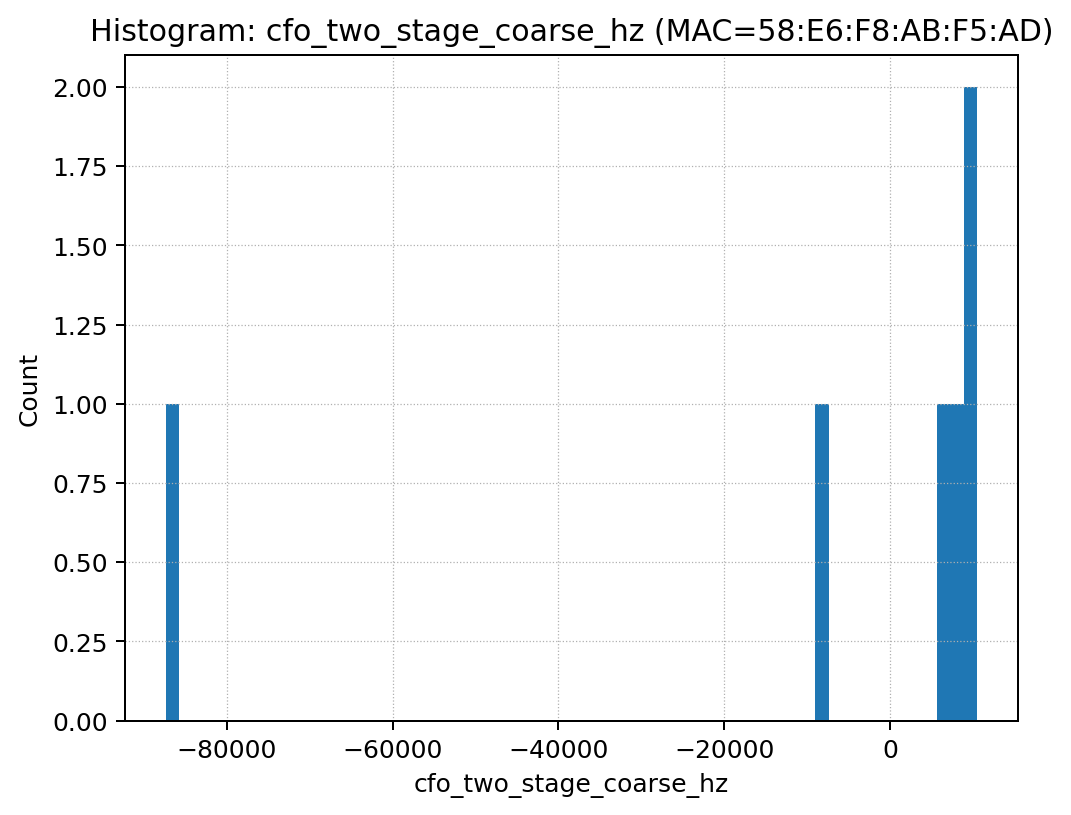 Histogram: cfo_two_stage_coarse_hz (MAC=58:E6:F8:AB:F5:AD)
2.00
1.75
1.50
1.25
1.00
0.75
0.50
0.25
0.00
Count
−80000 −60000 −40000 −20000 0
cfo_two_stage_coarse_hz